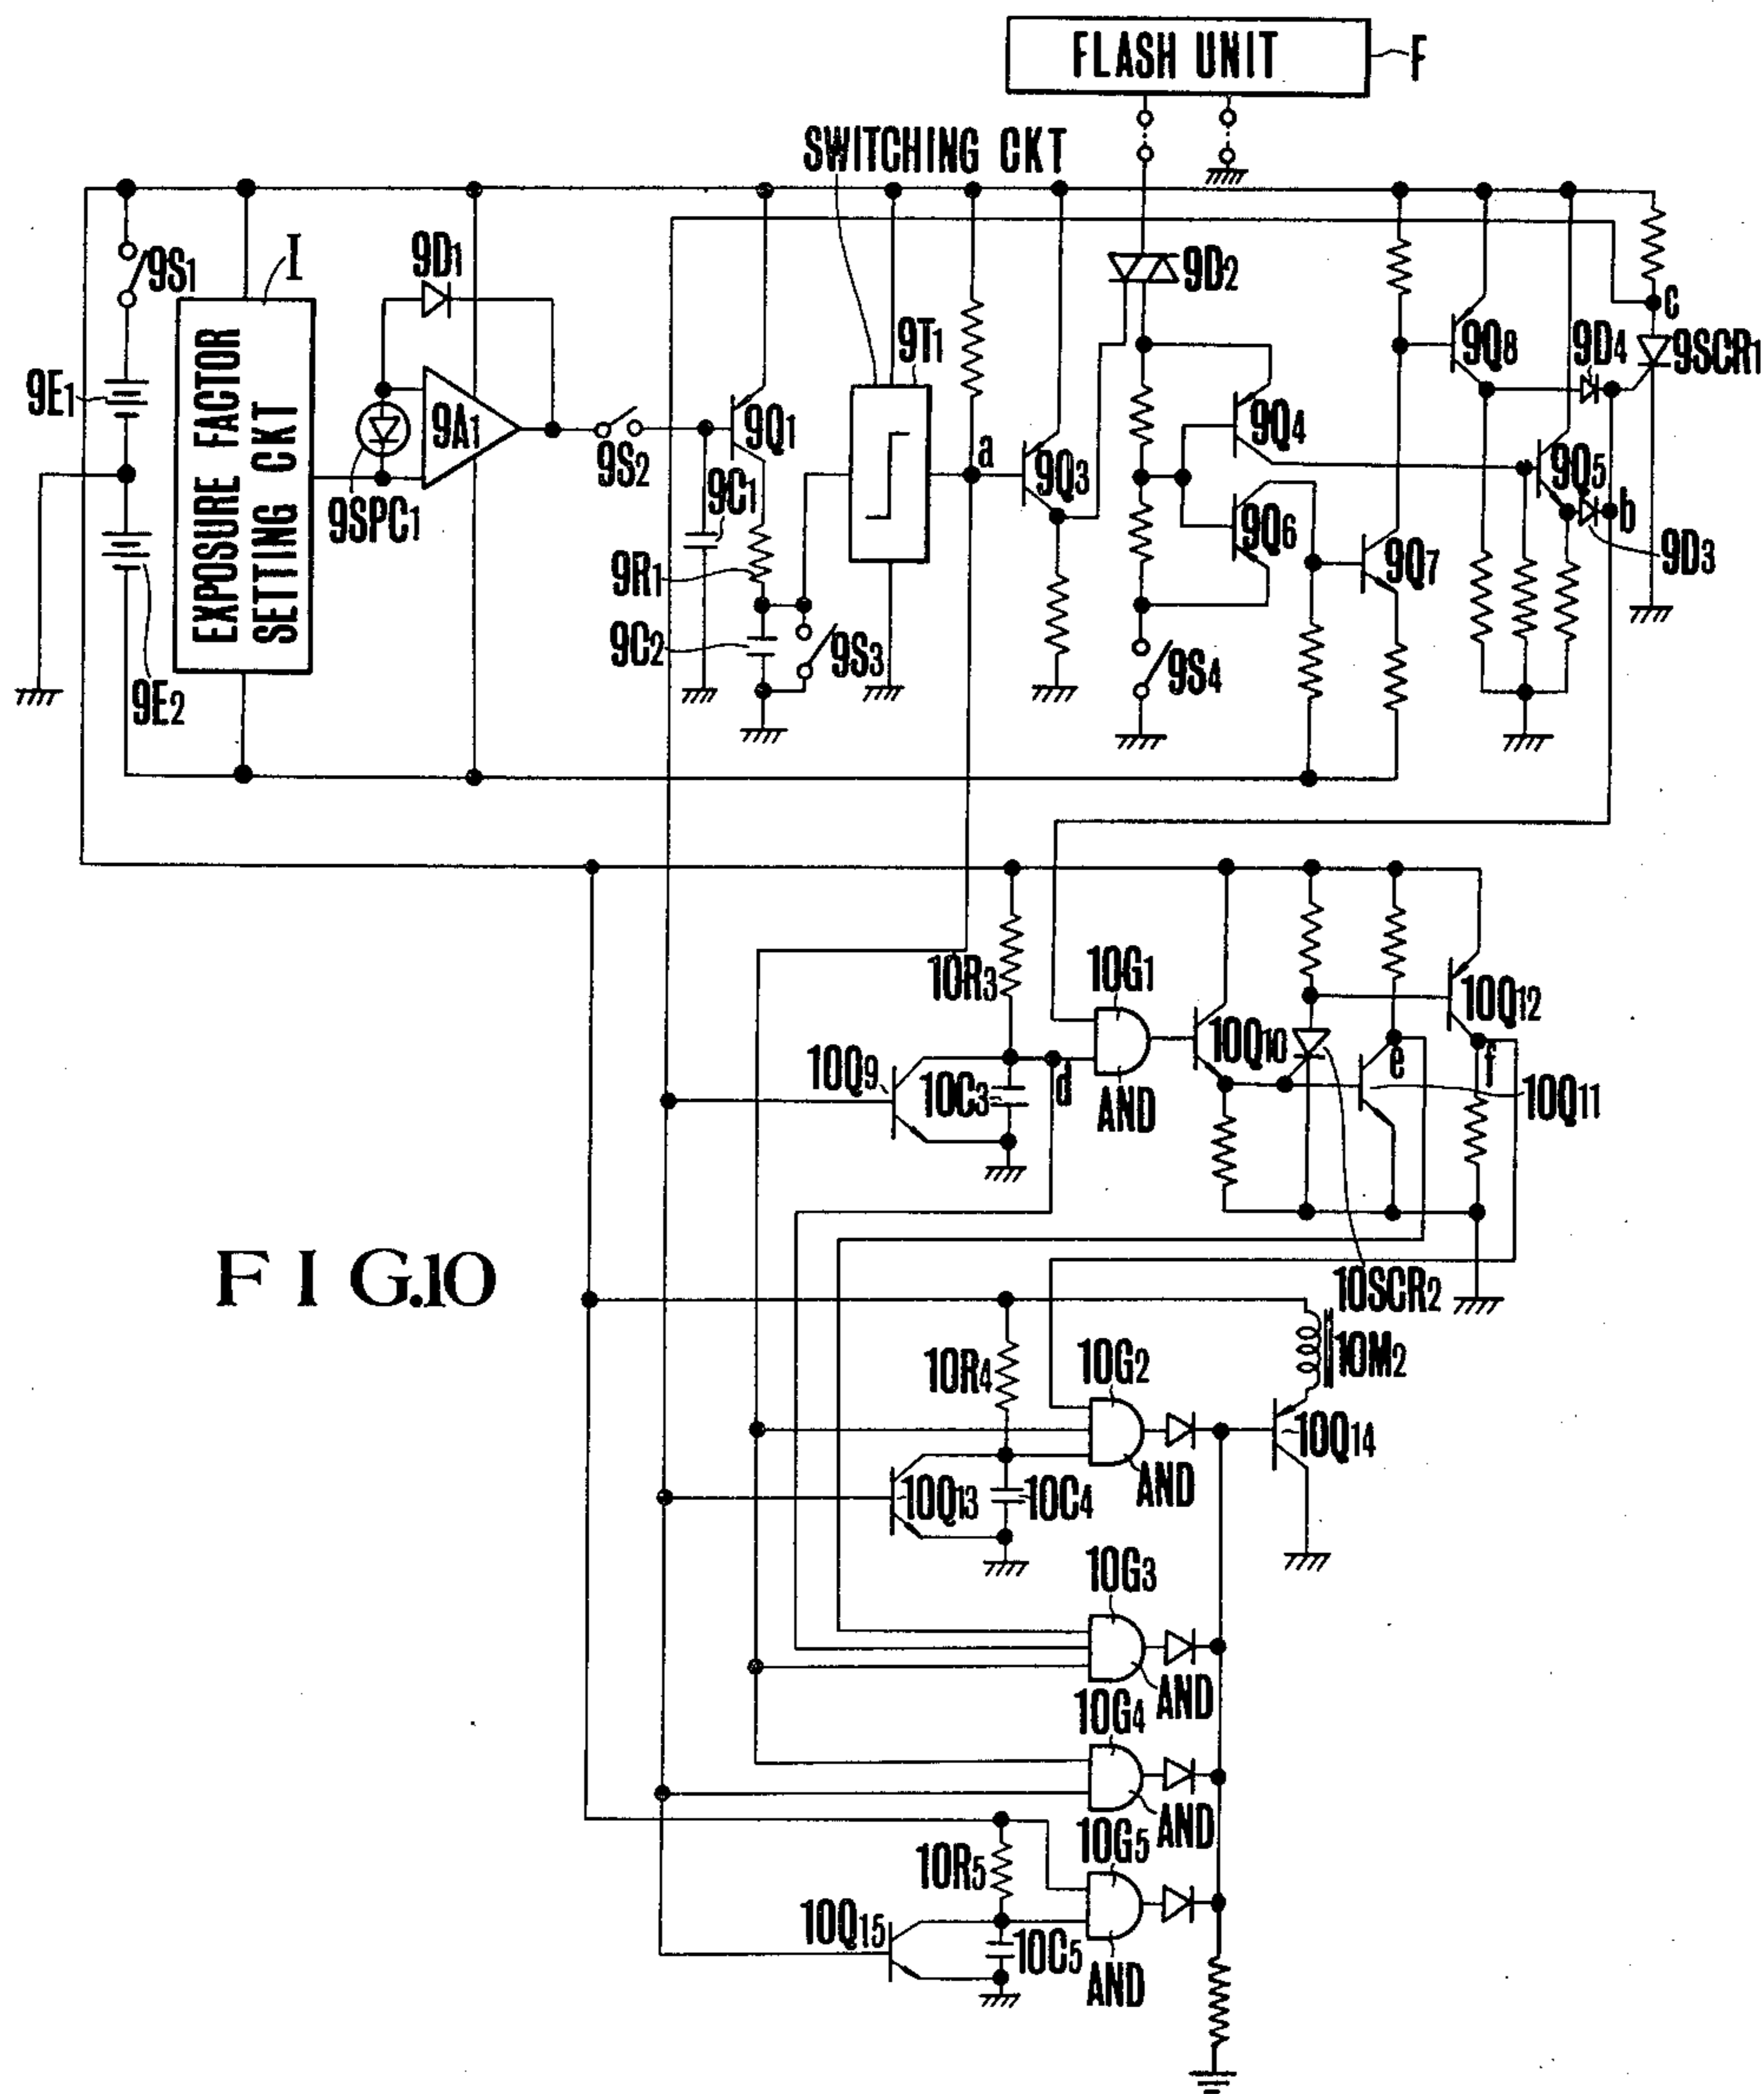 FLASH UNIT
F
SWITCHING CKT
9S1
I
9D1
9D2
c
9T1
9E1
EXPOSURE FACTOR
SETTING CKT
9A1
9Q1
9Q4
9Q8
9D4
9SCR1
9SPC1
9S2
9C1
a
9Q3
9Q5
b
9Q6
9Q7
9D3
9R1
9C2
9S3
9S4
9E2
10R3
10G1
10Q12
10Q9
10C3
d
10Q10
e
f
10Q11
AND
FIG.10
10SCR2
10R4
10G2
10M2
10Q14
10Q13
10C4
AND
10G3
AND
10G4
AND
10G5
10R5
10Q15
10C5
AND